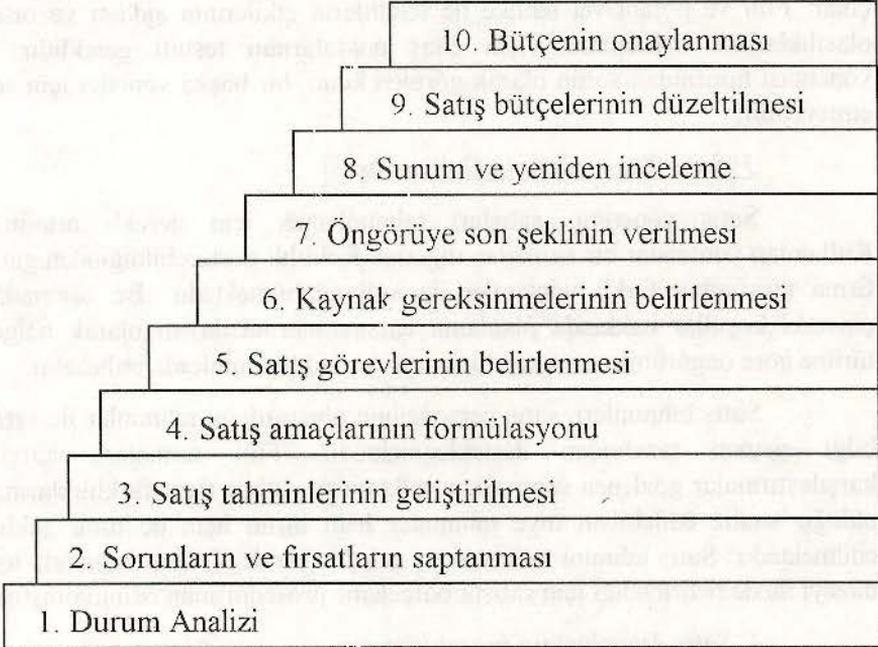 10. Bütçenin onaylanması
9. Satış bütçelerinin düzeltilmesi
8. Sunum ve yeniden inceleme
7. Öngörüye son şeklinin verilmesi
6. Kaynak gereksinmelerinin belirlenmesi
5. Satış görevlerinin belirlenmesi
4. Satış amaçlarının formülasyonu
3. Satış tahminlerinin geliştirilmesi
2. Sorunların ve fırsatların saptanması
1. Durum Analizi